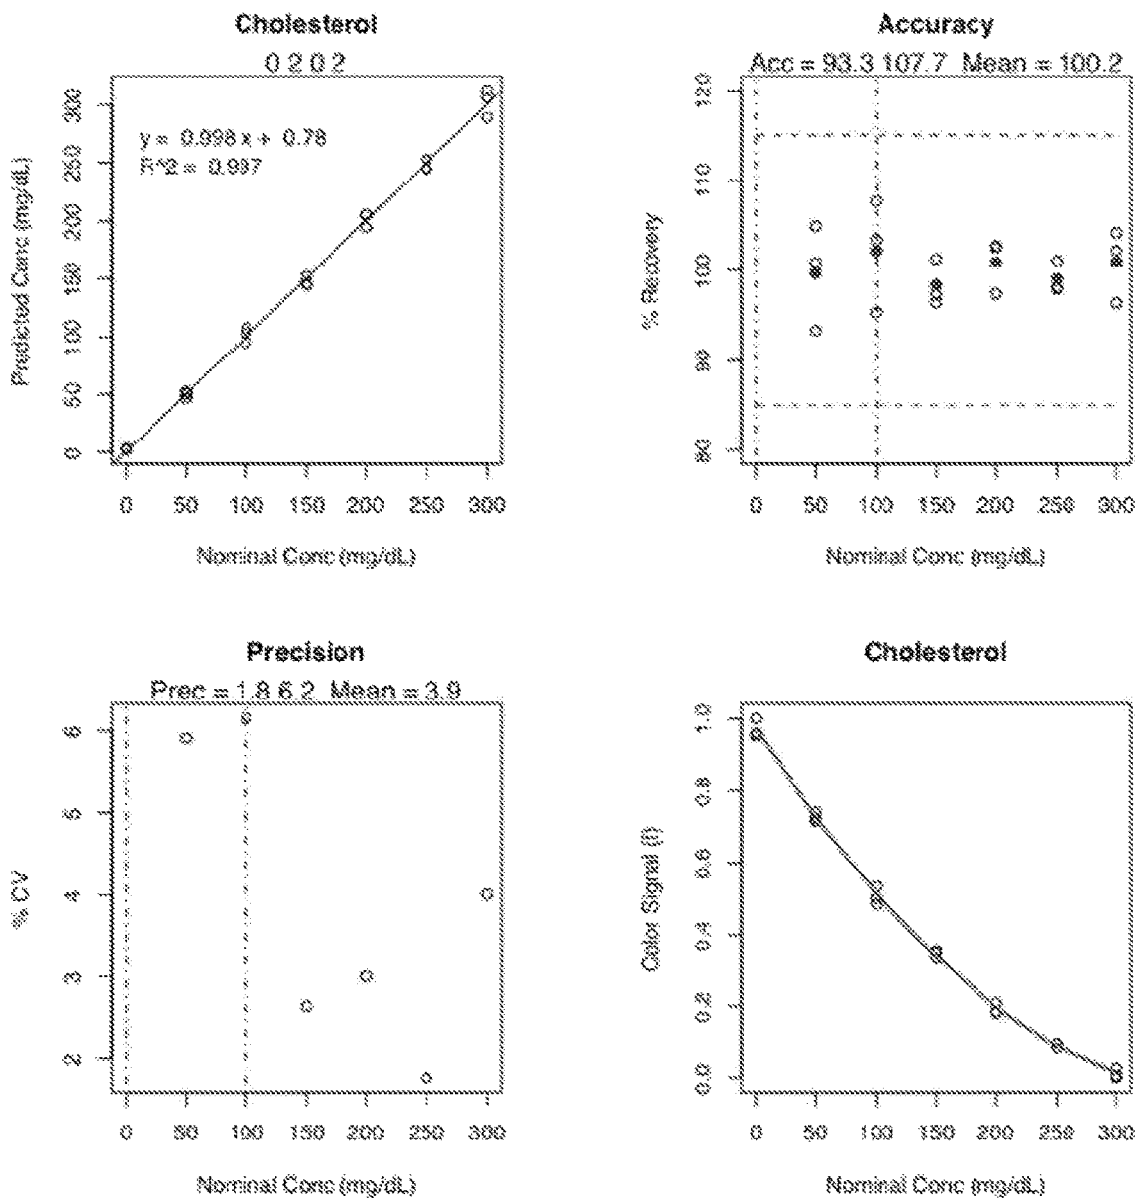 Cholesterol
0 2 0 2
y = 0.998 x + 0.78
R^2 = 0.997
Predicted Conc (mg/dL)
0 50 100 150 200 250 300
0 50 100 150 200 250 300
Nominal Conc (mg/dL)
Accuracy
Acc = 93.3 107.7 Mean = 100.2
% Recovery
80 90 100 110 120
0 50 100 150 200 250 300
Nominal Conc (mg/dL)
Precision
Prec = 1.8 6.2 Mean = 3.9
% CV
2 3 4 5 6
0 50 100 150 200 250 300
Nominal Conc (mg/dL)
Cholesterol
Color Signal (f)
0.0 0.2 0.4 0.6 0.8 1.0
0 50 100 150 200 250 300
Nominal Conc (mg/dL)